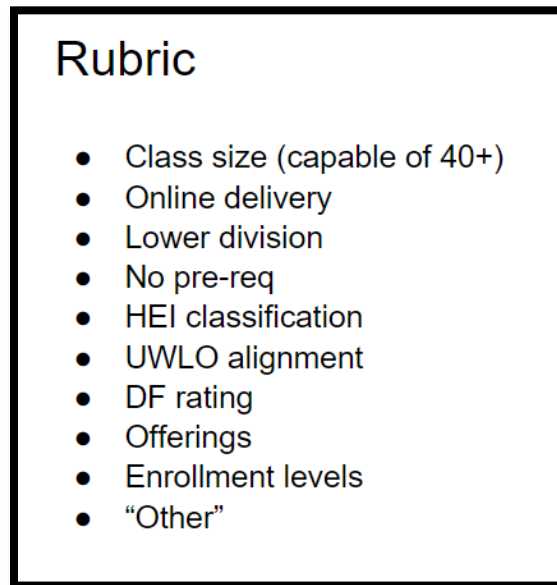 Rubric
● Class size (capable of 40+)
● Online delivery
● Lower division
● No pre-req
● HEI classification
● UWLO alignment
● DF rating
● Offerings
● Enrollment levels
● “Other”